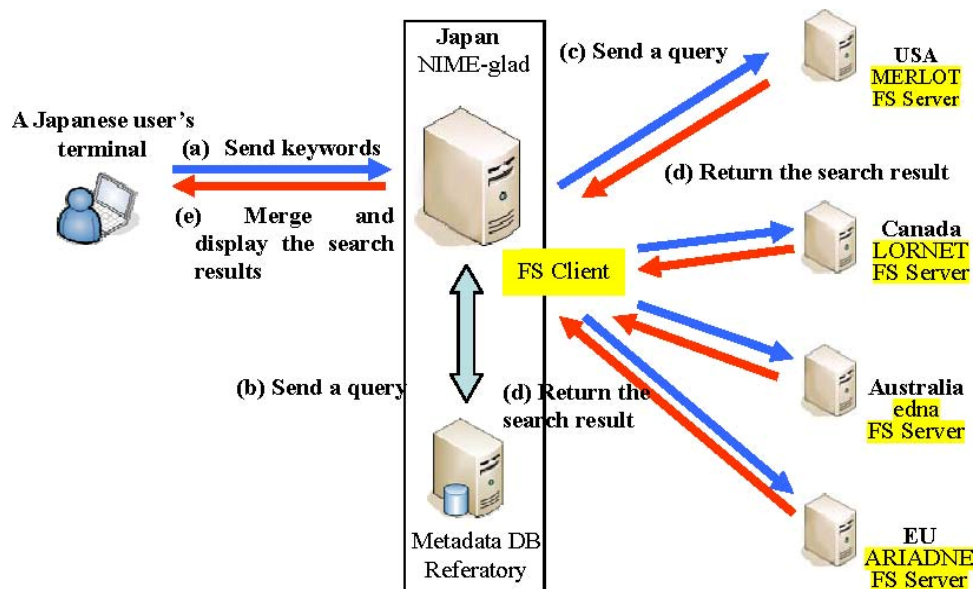 Japan
NIME-glad
(c) Send a query
USA
MERLOT
FS Server
A Japanese user's
terminal
(a) Send keywords
(d) Return the search result
(e) Merge and
display the search
results
Canada
LORNET
FS Server
FS Client
(b) Send a query
(d) Return the
search result
Australia
edna
FS Server
Metadata DB
Referatory
EU
ARIADNE
FS Server